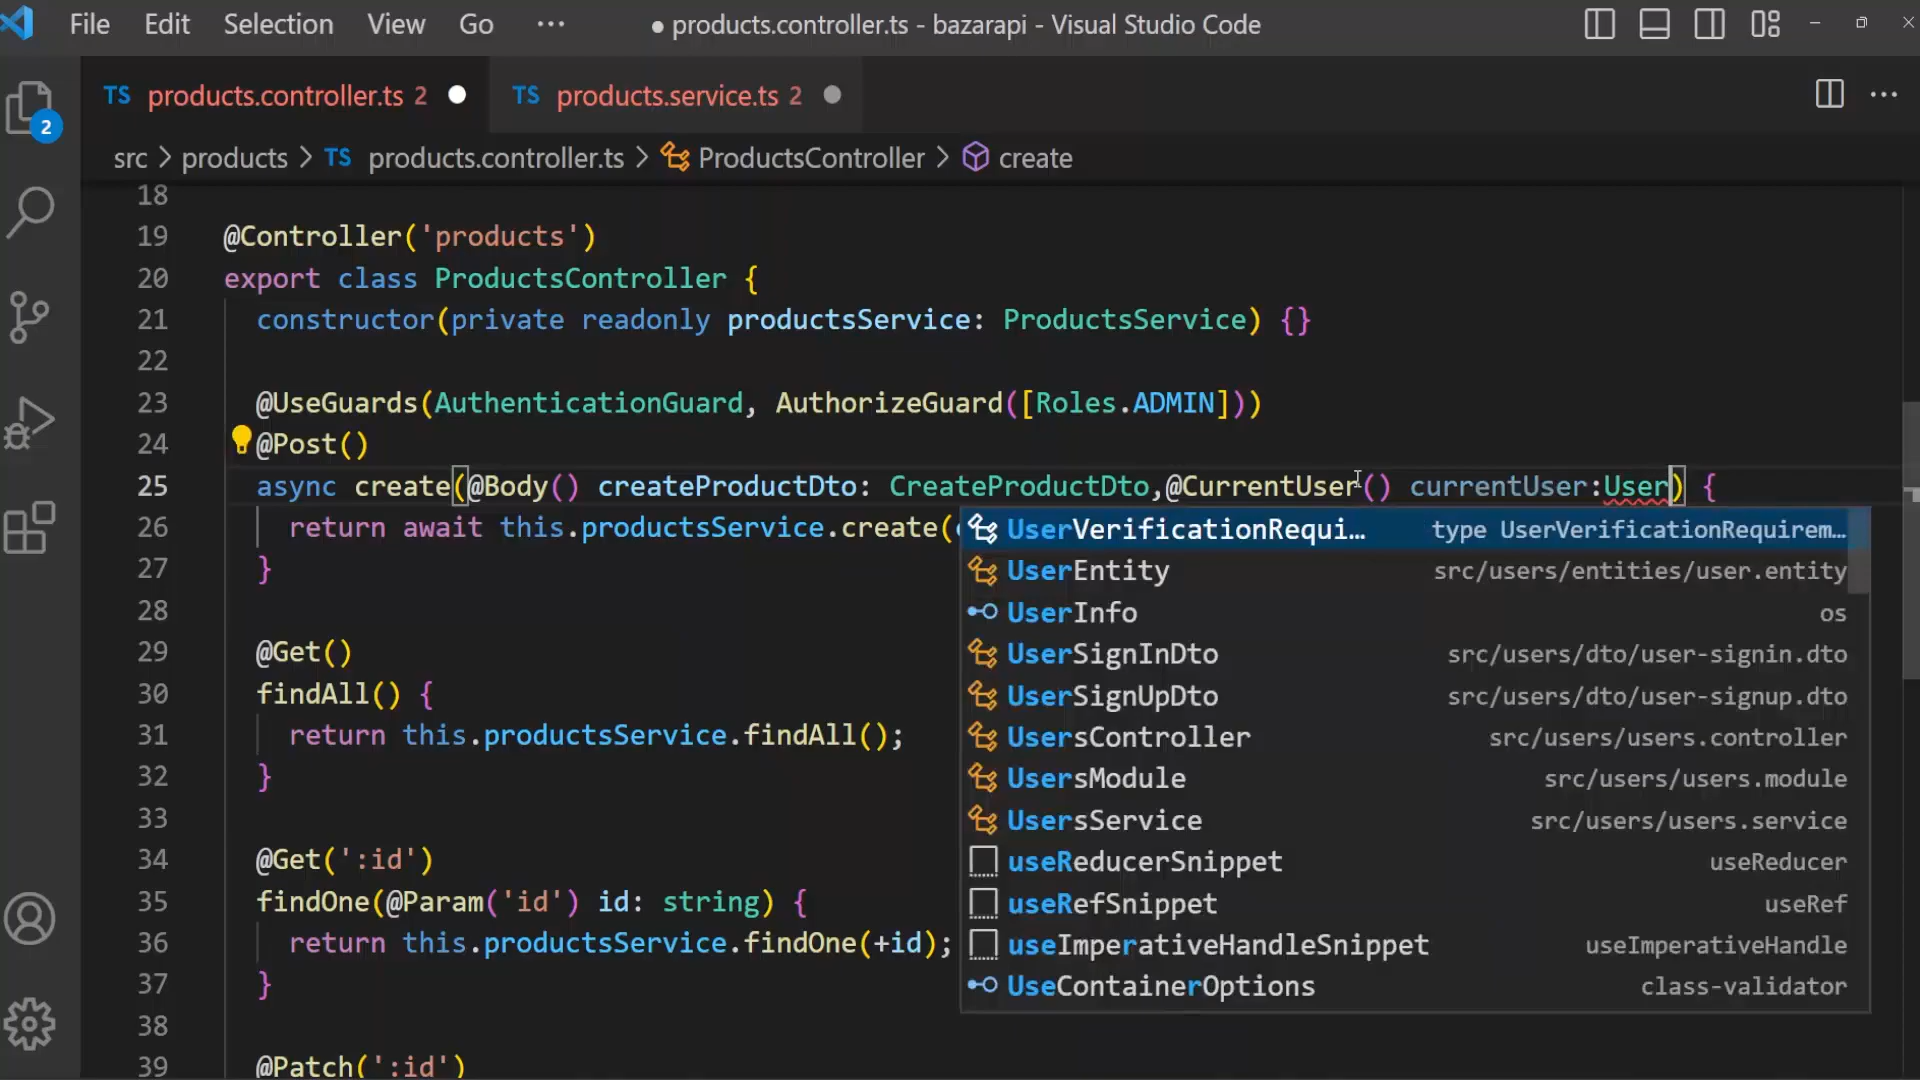 File Edit Selection View Go ··· ● products.controller.ts - bazarapi - Visual Studio Code
TS products.controller.ts 2 ● TS products.service.ts 2 ●
2
src > products > TS products.controller.ts > ProductsController > create
18
19 @Controller('products')
20 export class ProductsController {
21 constructor(private readonly productsService: ProductsService) {}
22
23 @UseGuards(AuthenticationGuard, AuthorizeGuard([Roles.ADMIN]))
24 @Post()
25 async create(@Body() createProductDto: CreateProductDto,@CurrentUser() currentUser:User) {
26 return await this.productsService.create(
UserVerificationRequi… type UserVerificationRequirem…
27 }
UserEntity src/users/entities/user.entity
28
UserInfo os
29 @Get()
UserSignInDto src/users/dto/user-signin.dto
30 findAll() {
UserSignUpDto src/users/dto/user-signup.dto
31 return this.productsService.findAll();
UsersController src/users/users.controller
32 }
UsersModule src/users/users.module
33
UsersService src/users/users.service
34 @Get(':id')
useReducerSnippet useReducer
35 findOne(@Param('id') id: string) {
useRefSnippet useRef
36 return this.productsService.findOne(+id);
useImperativeHandleSnippet useImperativeHandle
37 }
UseContainerOptions class-validator
38
39 @Patch(':id')